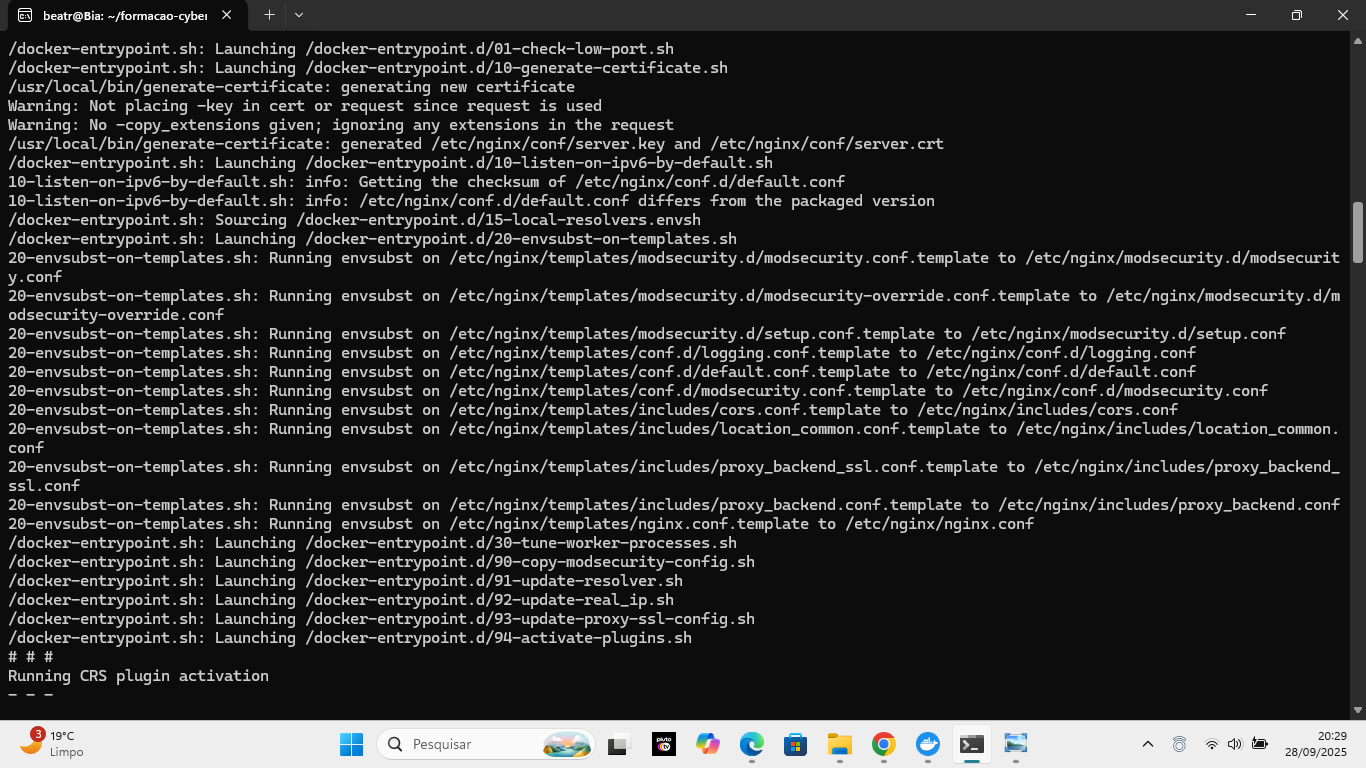 beatr@Bia: ~/formacao-cyber
/docker-entrypoint.sh: Launching /docker-entrypoint.d/01-check-low-port.sh
/docker-entrypoint.sh: Launching /docker-entrypoint.d/10-generate-certificate.sh
/usr/local/bin/generate-certificate: generating new certificate
Warning: Not placing -key in cert or request since request is used
Warning: No -copy_extensions given; ignoring any extensions in the request
/usr/local/bin/generate-certificate: generated /etc/nginx/conf/server.key and /etc/nginx/conf/server.crt
/docker-entrypoint.sh: Launching /docker-entrypoint.d/10-listen-on-ipv6-by-default.sh
10-listen-on-ipv6-by-default.sh: info: Getting the checksum of /etc/nginx/conf.d/default.conf
10-listen-on-ipv6-by-default.sh: info: /etc/nginx/conf.d/default.conf differs from the packaged version
/docker-entrypoint.sh: Sourcing /docker-entrypoint.d/15-local-resolvers.envsh
/docker-entrypoint.sh: Launching /docker-entrypoint.d/20-envsubst-on-templates.sh
20-envsubst-on-templates.sh: Running envsubst on /etc/nginx/templates/modsecurity.d/modsecurity.conf.template to /etc/nginx/modsecurity.d/modsecurit
y.conf
20-envsubst-on-templates.sh: Running envsubst on /etc/nginx/templates/modsecurity.d/modsecurity-override.conf.template to /etc/nginx/modsecurity.d/m
odsecurity-override.conf
20-envsubst-on-templates.sh: Running envsubst on /etc/nginx/templates/modsecurity.d/setup.conf.template to /etc/nginx/modsecurity.d/setup.conf
20-envsubst-on-templates.sh: Running envsubst on /etc/nginx/templates/conf.d/logging.conf.template to /etc/nginx/conf.d/logging.conf
20-envsubst-on-templates.sh: Running envsubst on /etc/nginx/templates/conf.d/default.conf.template to /etc/nginx/conf.d/default.conf
20-envsubst-on-templates.sh: Running envsubst on /etc/nginx/templates/conf.d/modsecurity.conf.template to /etc/nginx/conf.d/modsecurity.conf
20-envsubst-on-templates.sh: Running envsubst on /etc/nginx/templates/includes/cors.conf.template to /etc/nginx/includes/cors.conf
20-envsubst-on-templates.sh: Running envsubst on /etc/nginx/templates/includes/location_common.conf.template to /etc/nginx/includes/location_common.
conf
20-envsubst-on-templates.sh: Running envsubst on /etc/nginx/templates/includes/proxy_backend_ssl.conf.template to /etc/nginx/includes/proxy_backend_
ssl.conf
20-envsubst-on-templates.sh: Running envsubst on /etc/nginx/templates/includes/proxy_backend.conf.template to /etc/nginx/includes/proxy_backend.conf
20-envsubst-on-templates.sh: Running envsubst on /etc/nginx/templates/nginx.conf.template to /etc/nginx/nginx.conf
/docker-entrypoint.sh: Launching /docker-entrypoint.d/30-tune-worker-processes.sh
/docker-entrypoint.sh: Launching /docker-entrypoint.d/90-copy-modsecurity-config.sh
/docker-entrypoint.sh: Launching /docker-entrypoint.d/91-update-resolver.sh
/docker-entrypoint.sh: Launching /docker-entrypoint.d/92-update-real_ip.sh
/docker-entrypoint.sh: Launching /docker-entrypoint.d/93-update-proxy-ssl-config.sh
/docker-entrypoint.sh: Launching /docker-entrypoint.d/94-activate-plugins.sh
# # #
Running CRS plugin activation
- - -
3
19°C
Limpo
Pesquisar
pluto tv
20:29
28/09/2025